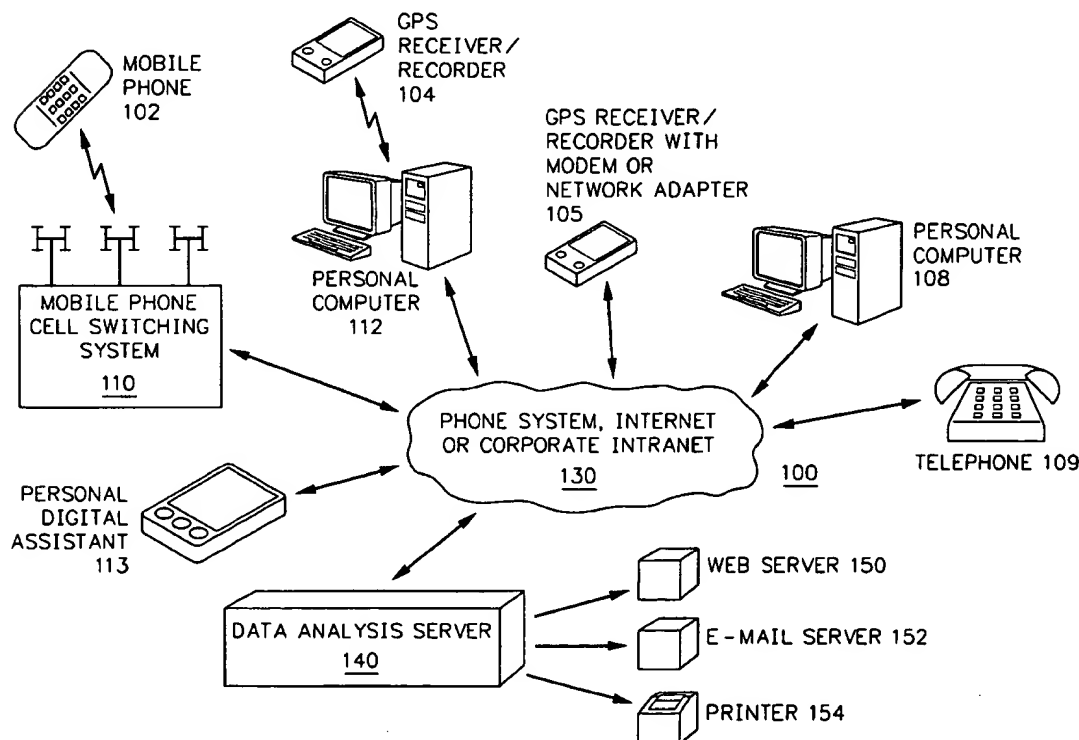 MOBILE
PHONE
102
GPS
RECEIVER/
RECORDER
104
GPS RECEIVER/
RECORDER WITH
MODEM OR
NETWORK ADAPTER
105
PERSONAL
COMPUTER
108
PERSONAL
COMPUTER
112
MOBILE PHONE
CELL SWITCHING
SYSTEM
110
PHONE SYSTEM, INTERNET
OR CORPORATE INTRANET
130
100
TELEPHONE 109
PERSONAL
DIGITAL
ASSISTANT
113
DATA ANALYSIS SERVER
140
WEB SERVER 150
E-MAIL SERVER 152
PRINTER 154